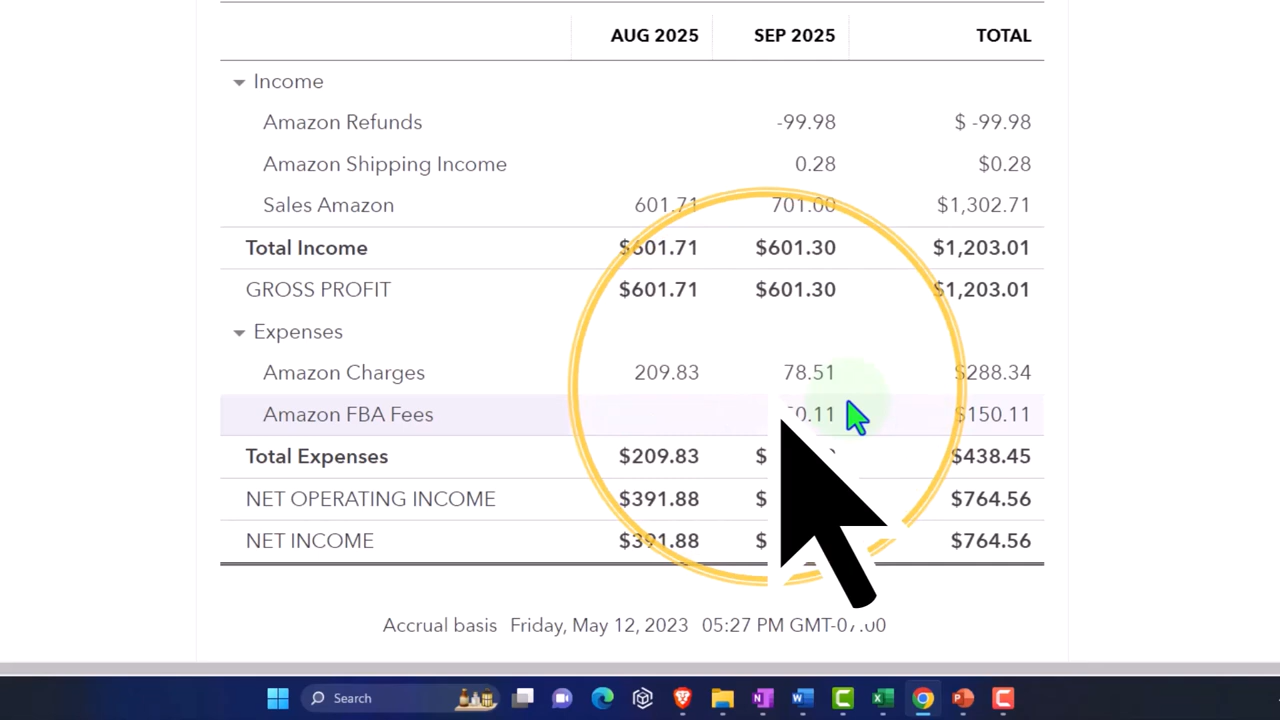 AUG 2025 SEP 2025 TOTAL
Income
Amazon Refunds -99.98 $ -99.98
Amazon Shipping Income 0.28 $0.28
Sales Amazon 601.71 701.00 $1,302.71
Total Income $601.71 $601.30 $1,203.01
GROSS PROFIT $601.71 $601.30 $1,203.01
Expenses
Amazon Charges 209.83 78.51 $288.34
Amazon FBA Fees $150.11
Total Expenses $209.83 $438.45
NET OPERATING INCOME $391.88 $764.56
NET INCOME $391.88 $764.56
Accrual basis Friday, May 12, 2023 05:27 PM GMT-07:00
Search